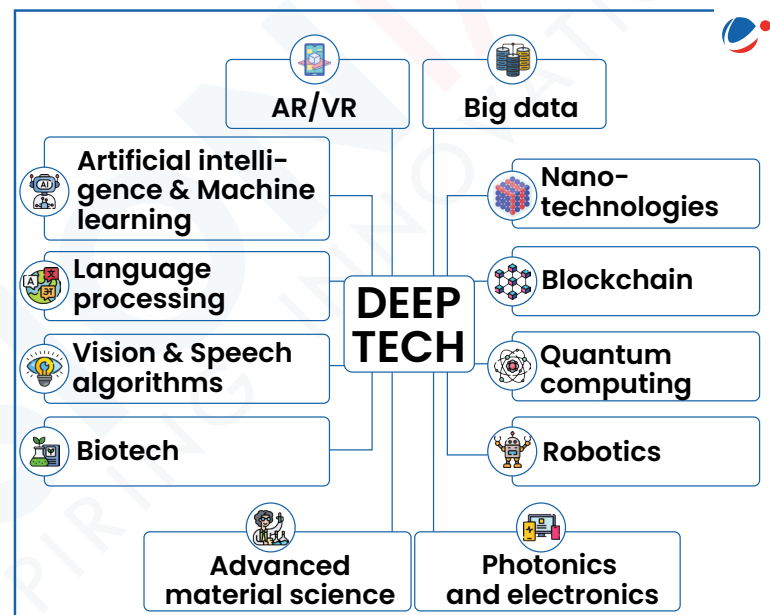 AR/VR
Big data
Artificial intelli-
gence & Machine
learning
Language
processing
Vision & Speech
algorithms
Biotech
DEEP
TECH
Nano-
technologies
Blockchain
Quantum
computing
Robotics
Advanced
material science
Photonics
and electronics